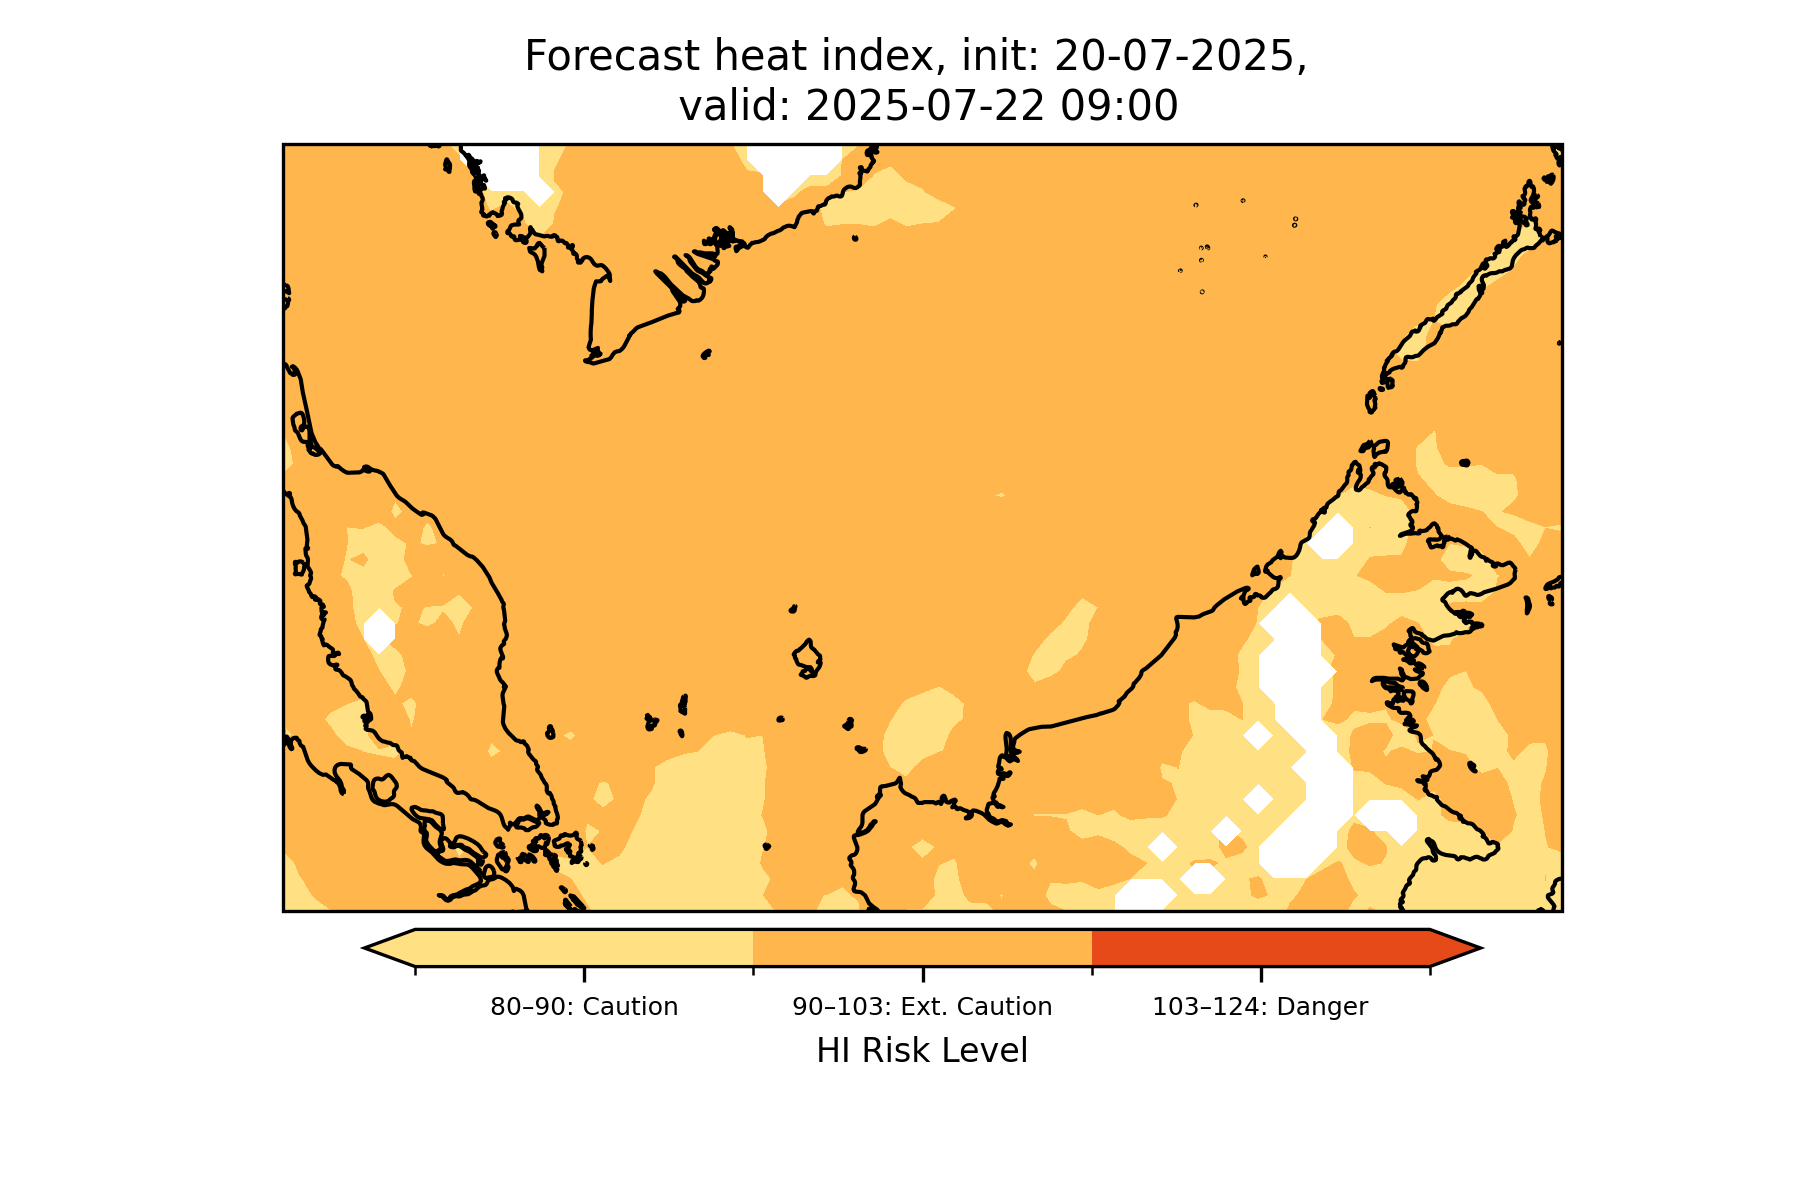 Forecast heat index, init: 20-07-2025,
valid: 2025-07-22 09:00
80–90: Caution
90–103: Ext. Caution
103–124: Danger
HI Risk Level